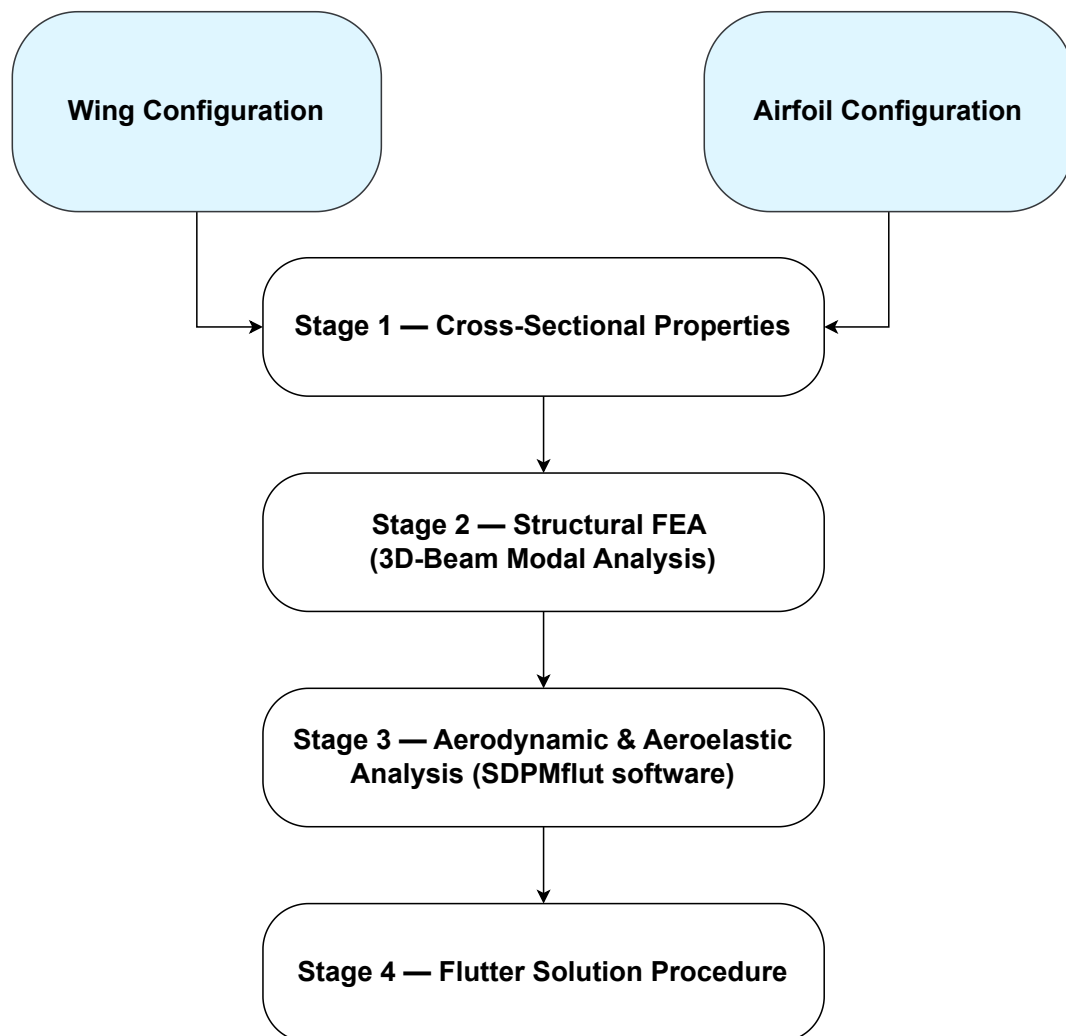 Wing Configuration
Airfoil Configuration
Stage 1 — Cross-Sectional Properties
Stage 2 — Structural FEA
(3D-Beam Modal Analysis)
Stage 3 — Aerodynamic & Aeroelastic
Analysis (SDPMflut software)
Stage 4 — Flutter Solution Procedure